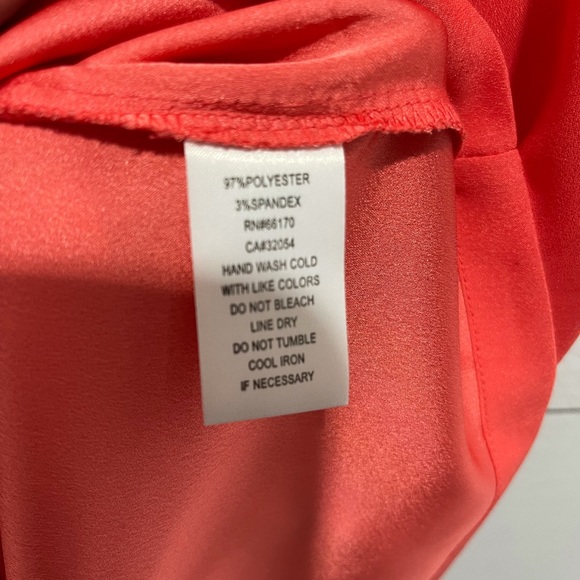 97%POLYESTER
3%SPANDEX
RN#66170
CA#32054
HAND WASH COLD
WITH LIKE COLORS
DO NOT BLEACH
LINE DRY
DO NOT TUMBLE
COOL IRON
IF NECESSARY